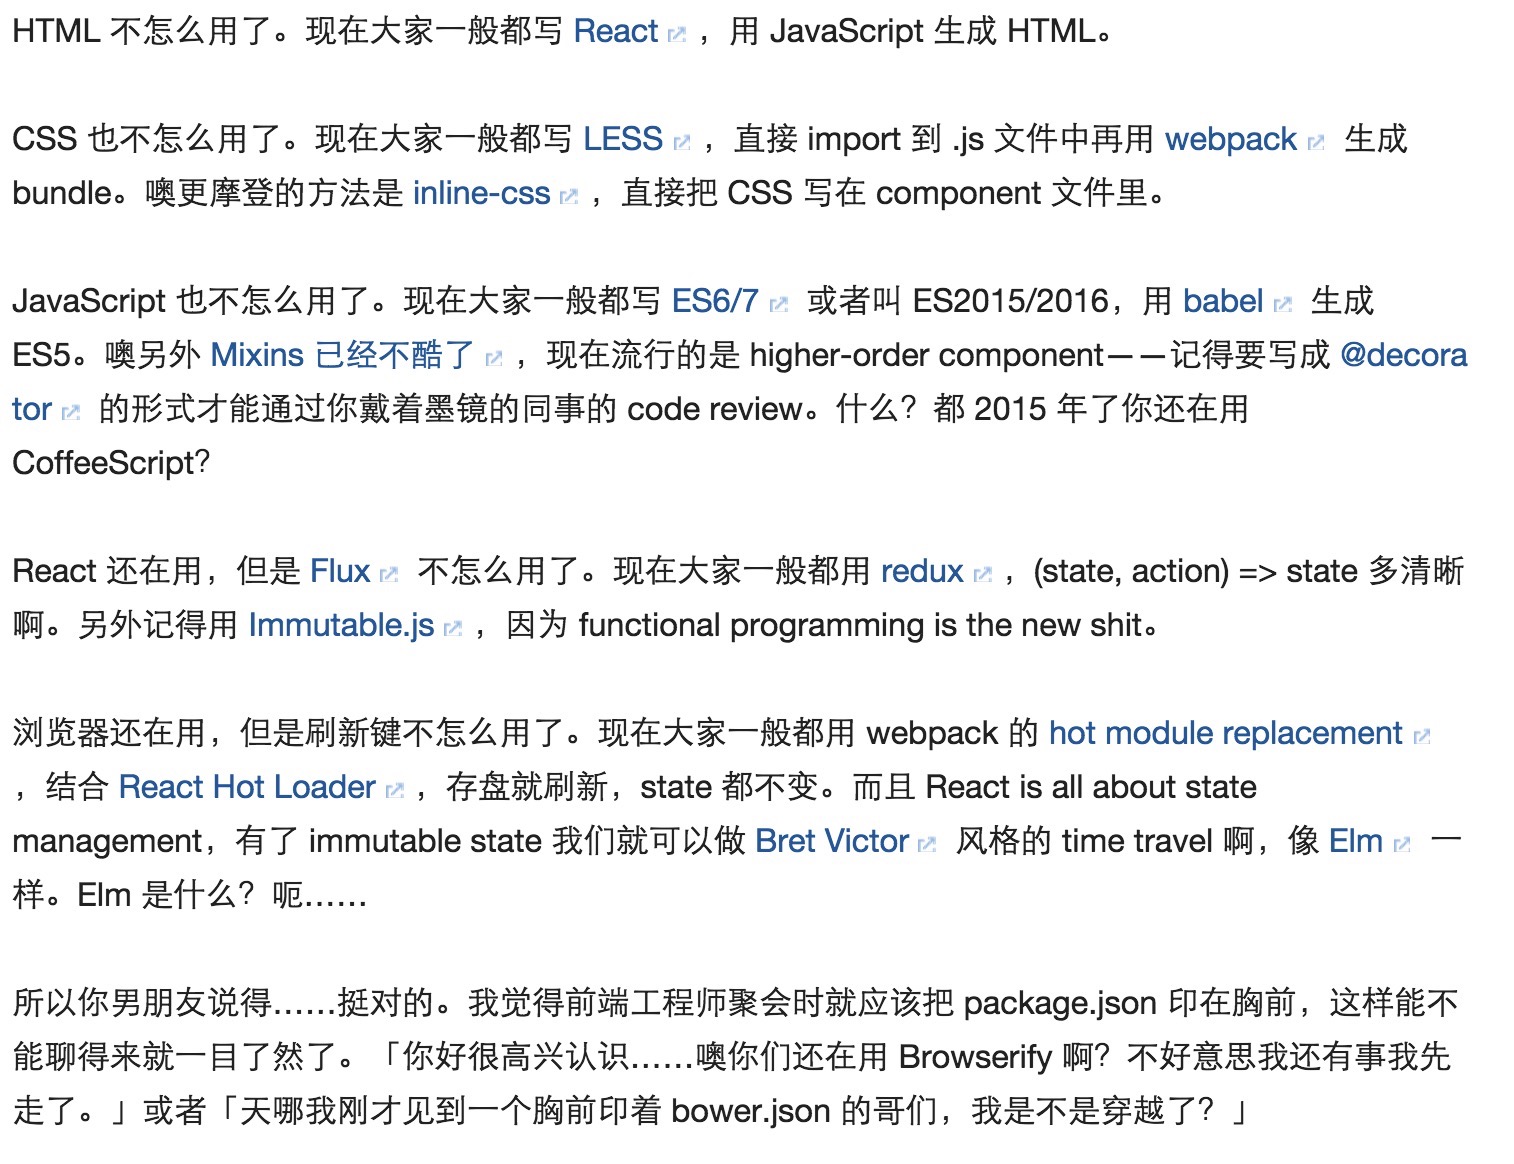 HTML 不怎么用了。现在大家一般都写 React ，用 JavaScript 生成 HTML。
CSS 也不怎么用了。现在大家一般都写 LESS ，直接 import 到 .js 文件中再用 webpack 生成
bundle。噢更摩登的方法是 inline-css ，直接把 CSS 写在 component 文件里。
JavaScript 也不怎么用了。现在大家一般都写 ES6/7 或者叫 ES2015/2016，用 babel 生成
ES5。噢另外 Mixins 已经不酷了 ，现在流行的是 higher-order component——记得要写成 @decora
tor 的形式才能通过你戴着墨镜的同事的 code review。什么？都 2015 年了你还在用
CoffeeScript？
React 还在用，但是 Flux 不怎么用了。现在大家一般都用 redux ，(state, action) => state 多清晰
啊。另外记得用 Immutable.js ，因为 functional programming is the new shit。
浏览器还在用，但是刷新键不怎么用了。现在大家一般都用 webpack 的 hot module replacement
，结合 React Hot Loader ，存盘就刷新，state 都不变。而且 React is all about state
management，有了 immutable state 我们就可以做 Bret Victor 风格的 time travel 啊，像 Elm 一
样。Elm 是什么？呃……
所以你男朋友说得……挺对的。我觉得前端工程师聚会时就应该把 package.json 印在胸前，这样能不
能聊得来就一目了然了。「你好很高兴认识……噢你们还在用 Browserify 啊？不好意思我还有事我先
走了。」或者「天哪我刚才见到一个胸前印着 bower.json 的哥们，我是不是穿越了？」